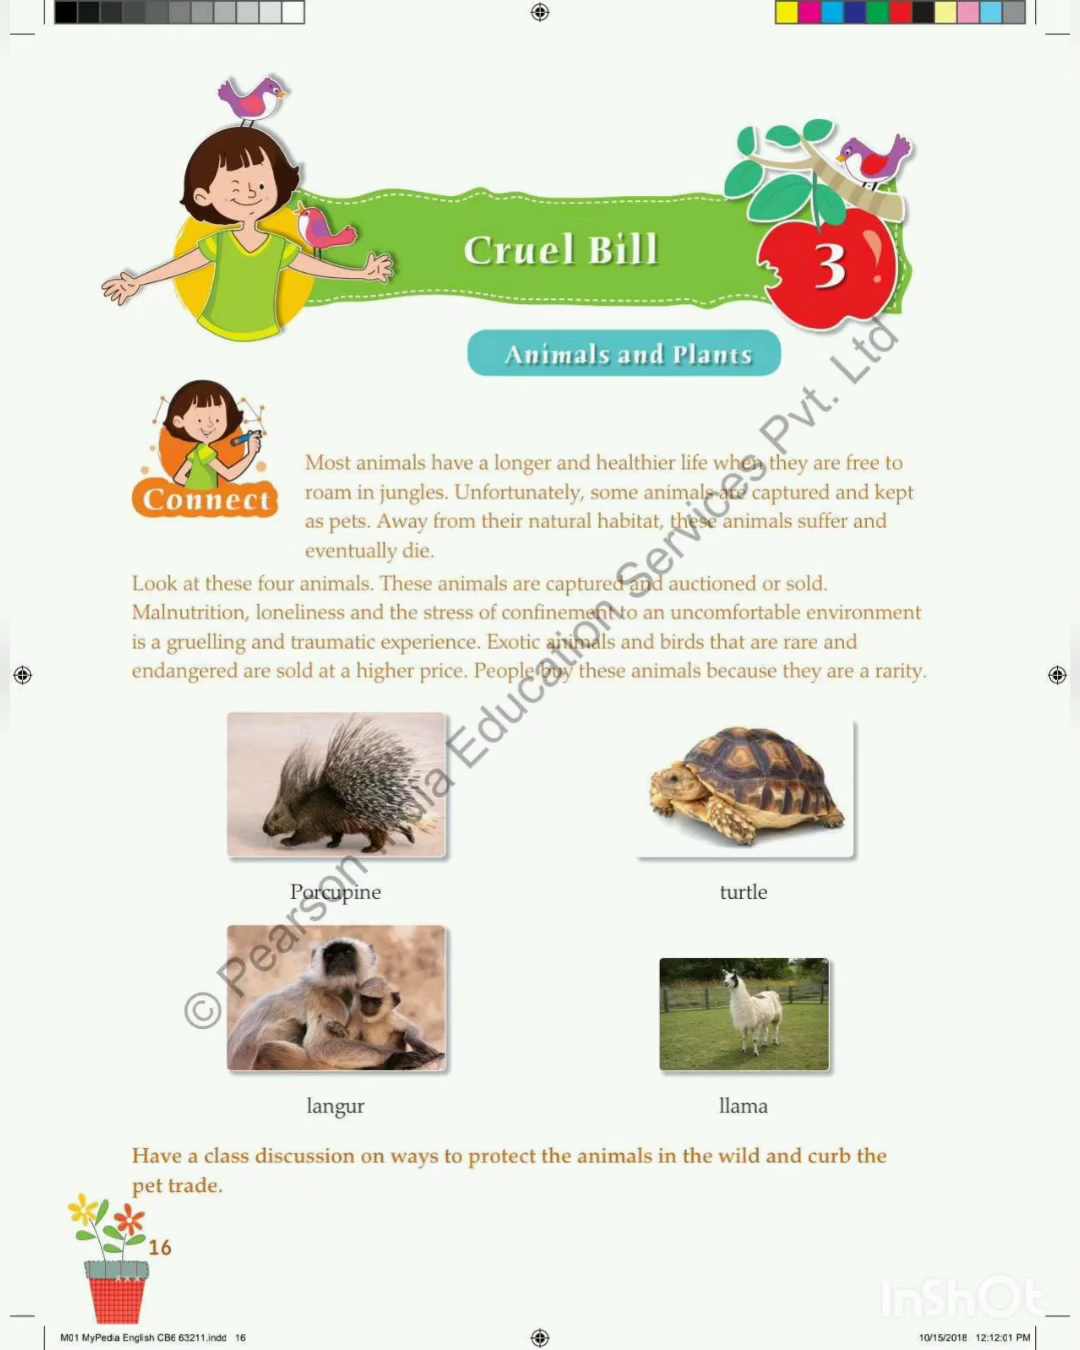 Cruel Bill
3
Animals and Plants
Connect
Most animals have a longer and healthier life when they are free to
roam in jungles. Unfortunately, some animals are captured and kept
as pets. Away from their natural habitat, these animals suffer and
eventually die.
Look at these four animals. These animals are captured and auctioned or sold.
Malnutrition, loneliness and the stress of confinement to an uncomfortable environment
is a gruelling and traumatic experience. Exotic animals and birds that are rare and
endangered are sold at a higher price. People buy these animals because they are a rarity.
Porcupine
turtle
langur
llama
Have a class discussion on ways to protect the animals in the wild and curb the
pet trade.
16
© Pearson India Education Services Pvt. Ltd
InShOt
M01 MyPedia English CB6 63211.indd 16
10/15/2018 12:12:01 PM